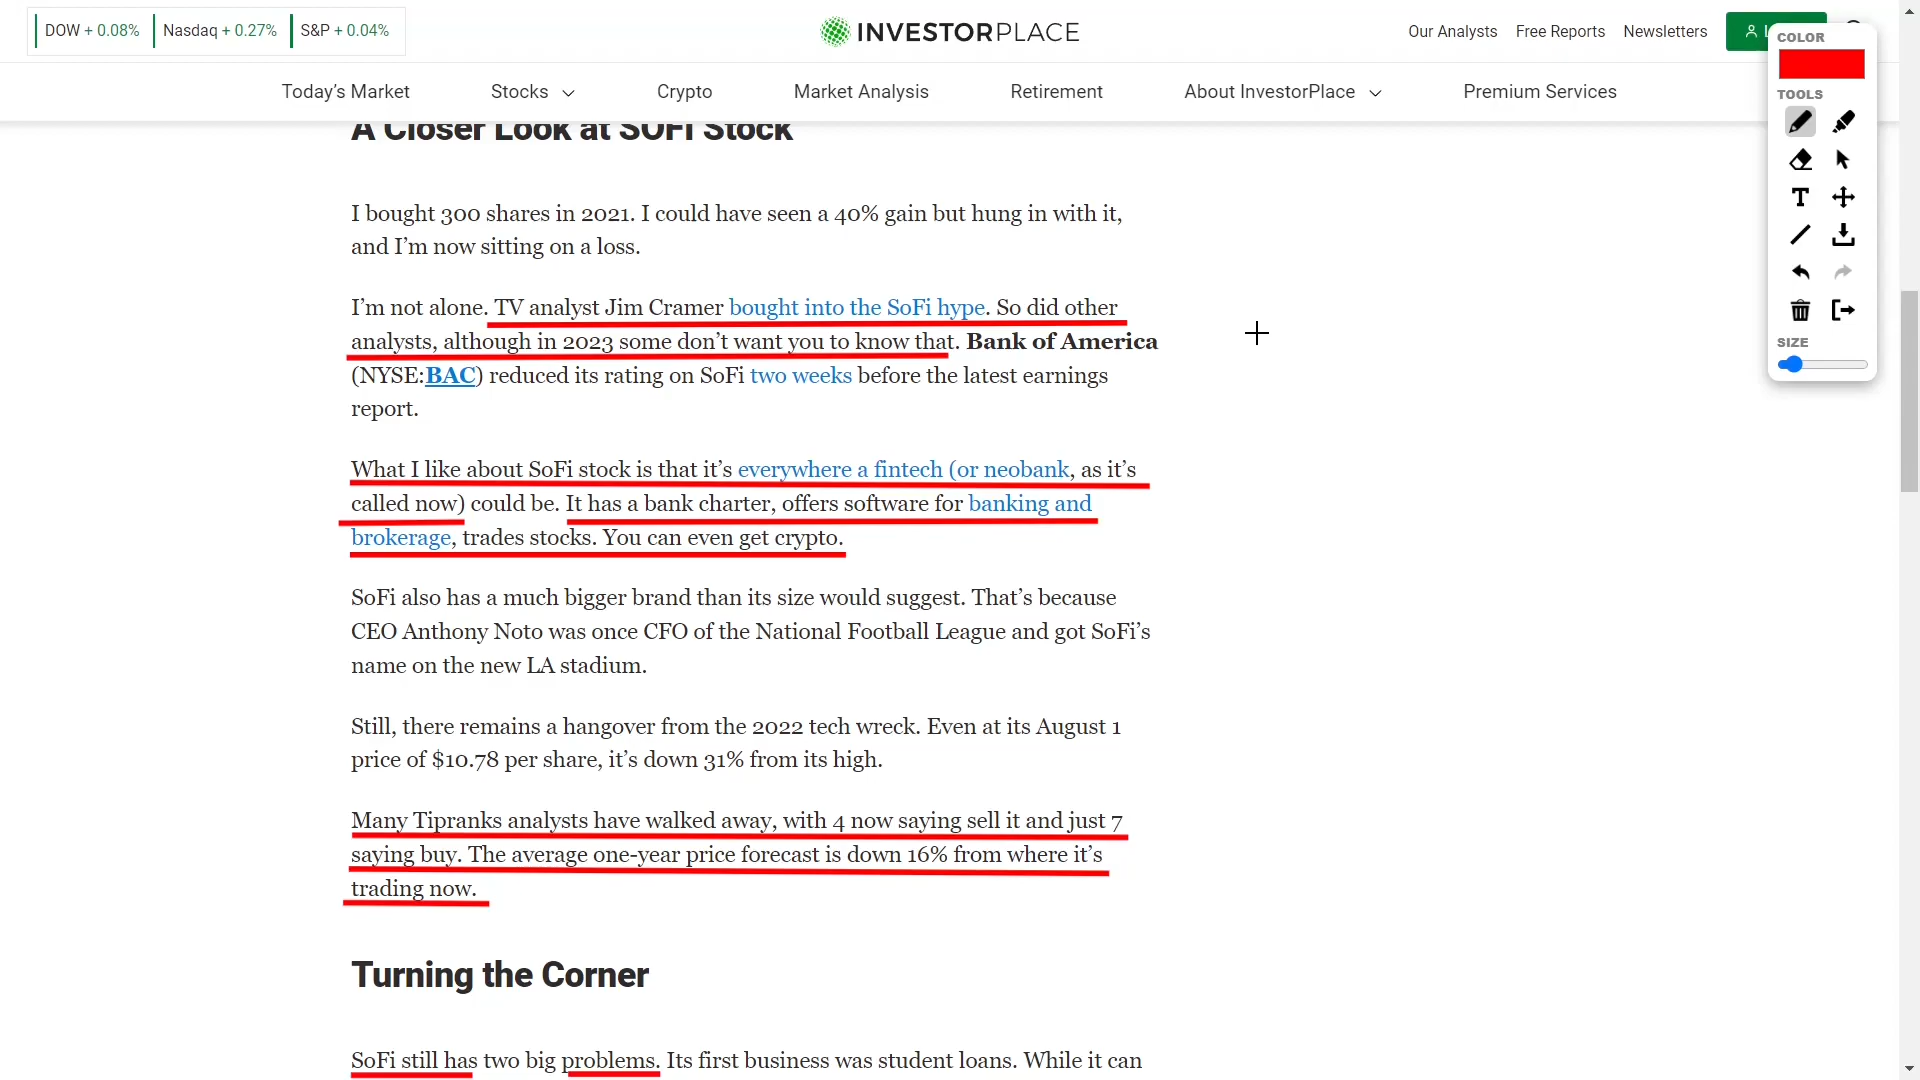 DOW + 0.08%
Nasdaq + 0.27%
S&P + 0.04%
INVESTORPLACE
Our Analysts
Free Reports
Newsletters
Today’s Market
Stocks
Crypto
Market Analysis
Retirement
About InvestorPlace
Premium Services
COLOR
TOOLS
SIZE
A Closer Look at SOFI Stock
I bought 300 shares in 2021. I could have seen a 40% gain but hung in with it,
and I’m now sitting on a loss.
I’m not alone. TV analyst Jim Cramer bought into the SoFi hype. So did other
analysts, although in 2023 some don’t want you to know that. Bank of America
(NYSE:BAC) reduced its rating on SoFi two weeks before the latest earnings
report.
What I like about SoFi stock is that it’s everywhere a fintech (or neobank, as it’s
called now) could be. It has a bank charter, offers software for banking and
brokerage, trades stocks. You can even get crypto.
SoFi also has a much bigger brand than its size would suggest. That’s because
CEO Anthony Noto was once CFO of the National Football League and got SoFi’s
name on the new LA stadium.
Still, there remains a hangover from the 2022 tech wreck. Even at its August 1
price of $10.78 per share, it’s down 31% from its high.
Many Tipranks analysts have walked away, with 4 now saying sell it and just 7
saying buy. The average one-year price forecast is down 16% from where it’s
trading now.
Turning the Corner
SoFi still has two big problems. Its first business was student loans. While it can